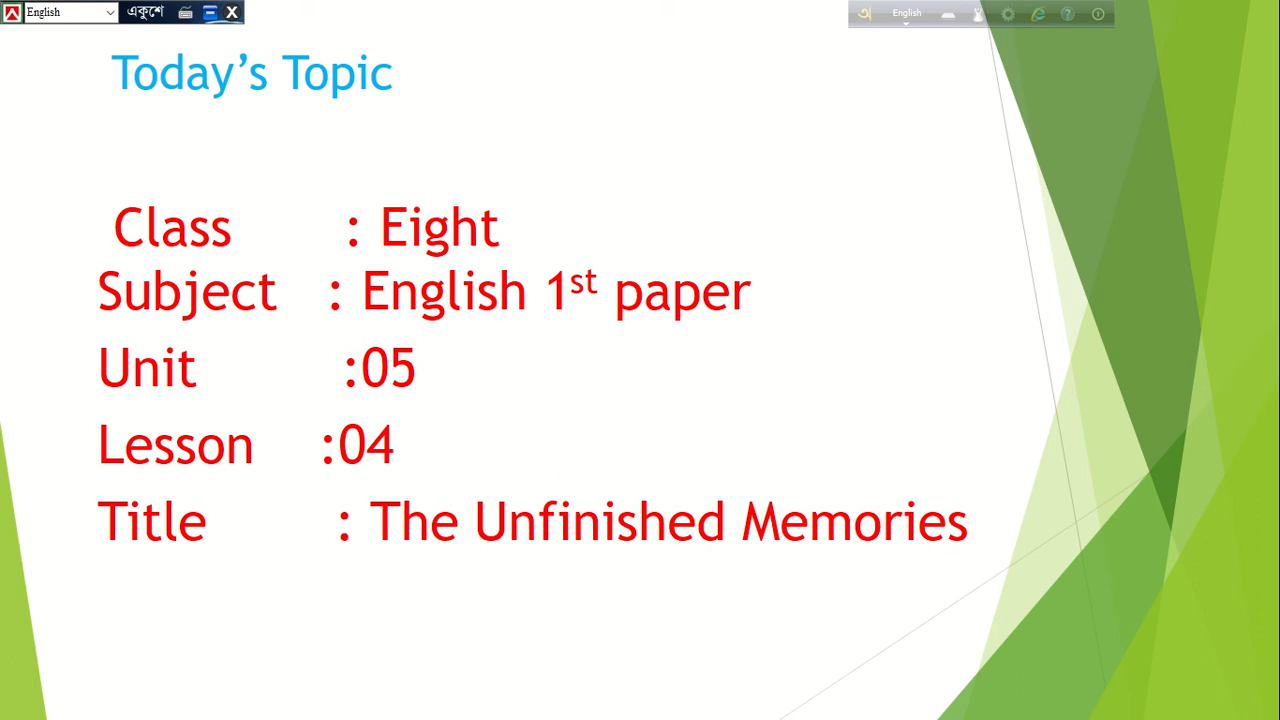 English একুশে
English
Today’s Topic
Class : Eight
Subject : English 1st paper
Unit :05
Lesson :04
Title : The Unfinished Memories